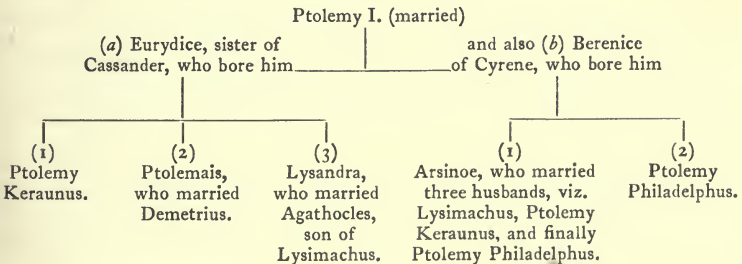 Ptolemy I. (married)
(a) Eurydice, sister of
Cassander, who bore him
and also (b) Berenice
of Cyrene, who bore him
(1)
Ptolemy
Keraunus.
(2)
Ptolemais,
who married
Demetrius.
(3)
Lysandra,
who married
Agathocles,
son of
Lysimachus.
(1)
Arsinoe, who married
three husbands, viz.
Lysimachus, Ptolemy
Keraunus, and finally
Ptolemy Philadelphus.
(2)
Ptolemy
Philadelphus.